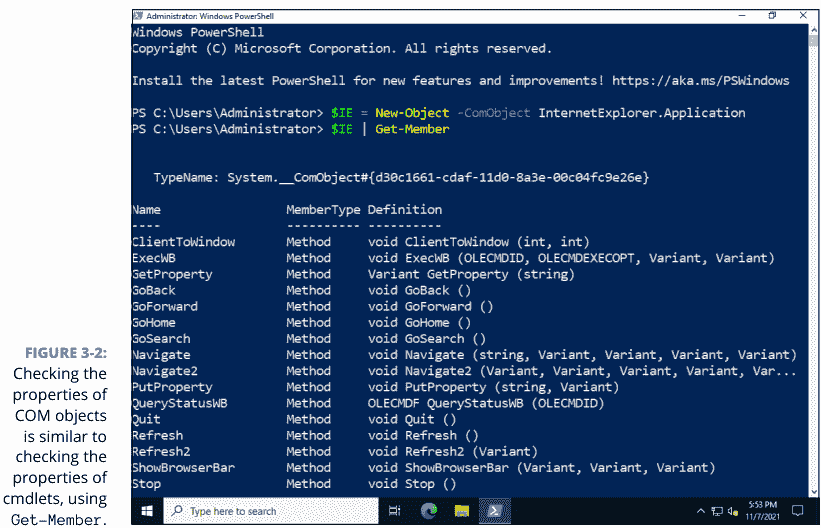 Administrator: Windows PowerShell
Windows PowerShell
Copyright (C) Microsoft Corporation. All rights reserved.
Install the latest PowerShell for new features and improvements! https://aka.ms/PSWindows
PS C:\Users\Administrator> $IE = New-Object -ComObject InternetExplorer.Application
PS C:\Users\Administrator> $IE | Get-Member
TypeName: System.__ComObject#{d30c1661-cdaf-11d0-8a3e-00c04fc9e26e}
Name MemberType Definition
---- ---------- ----------
ClientToWindow Method void ClientToWindow (int, int)
ExecWB Method void ExecWB (OLECMDID, OLECMDEXECOPT, Variant, Variant)
GetProperty Method Variant GetProperty (string)
GoBack Method void GoBack ()
GoForward Method void GoForward ()
GoHome Method void GoHome ()
GoSearch Method void GoSearch ()
Navigate Method void Navigate (string, Variant, Variant, Variant, Variant)
Navigate2 Method void Navigate2 (Variant, Variant, Variant, Variant, Var...
PutProperty Method void PutProperty (string, Variant)
QueryStatusWB Method OLECMDF QueryStatusWB (OLECMDID)
Quit Method void Quit ()
Refresh Method void Refresh ()
Refresh2 Method void Refresh2 (Variant)
ShowBrowserBar Method void ShowBrowserBar (Variant, Variant, Variant)
Stop Method void Stop ()
Type here to search
5:53 PM
11/7/2021
FIGURE 3-2:
Checking the
properties of
COM objects
is similar to
checking the
properties of
cmdlets, using
Get-Member.